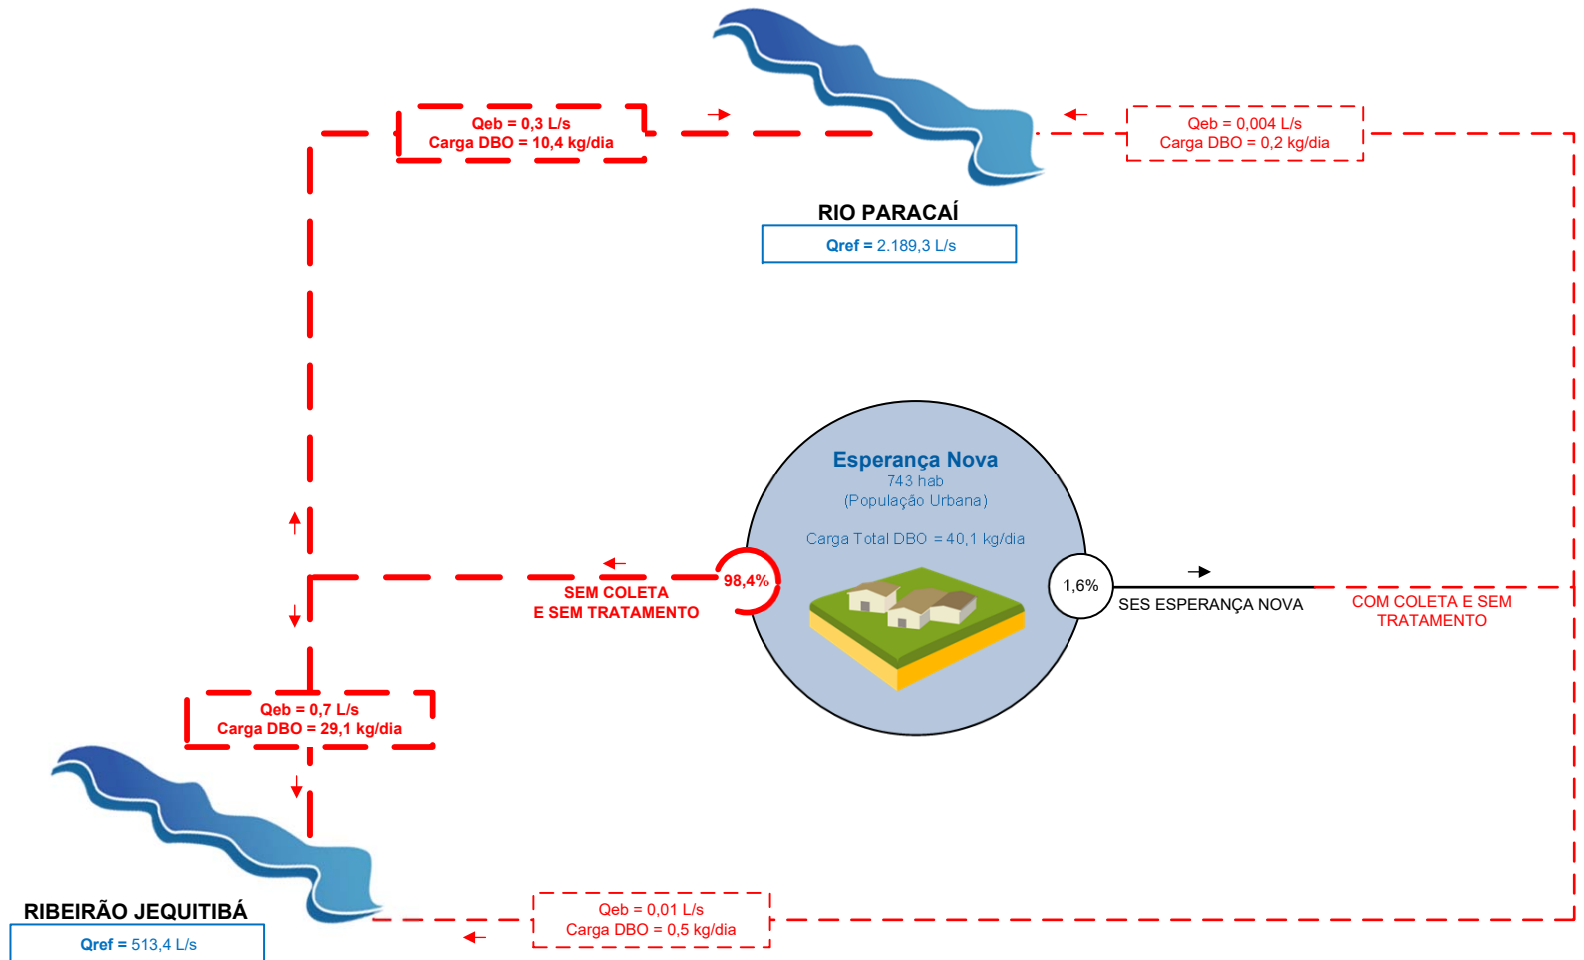 Qeb = 0,3 L/s
Carga DBO = 10,4 kg/dia
Qeb = 0,004 L/s
Carga DBO = 0,2 kg/dia
RIO PARACAÍ
Qref = 2.189,3 L/s
Esperança Nova
743 hab
(População Urbana)
Carga Total DBO = 40,1 kg/dia
98,4%
SEM COLETA
E SEM TRATAMENTO
1,6%
SES ESPERANÇA NOVA
COM COLETA E SEM
TRATAMENTO
Qeb = 0,7 L/s
Carga DBO = 29,1 kg/dia
RIBEIRÃO JEQUITIBÁ
Qref = 513,4 L/s
Qeb = 0,01 L/s
Carga DBO = 0,5 kg/dia